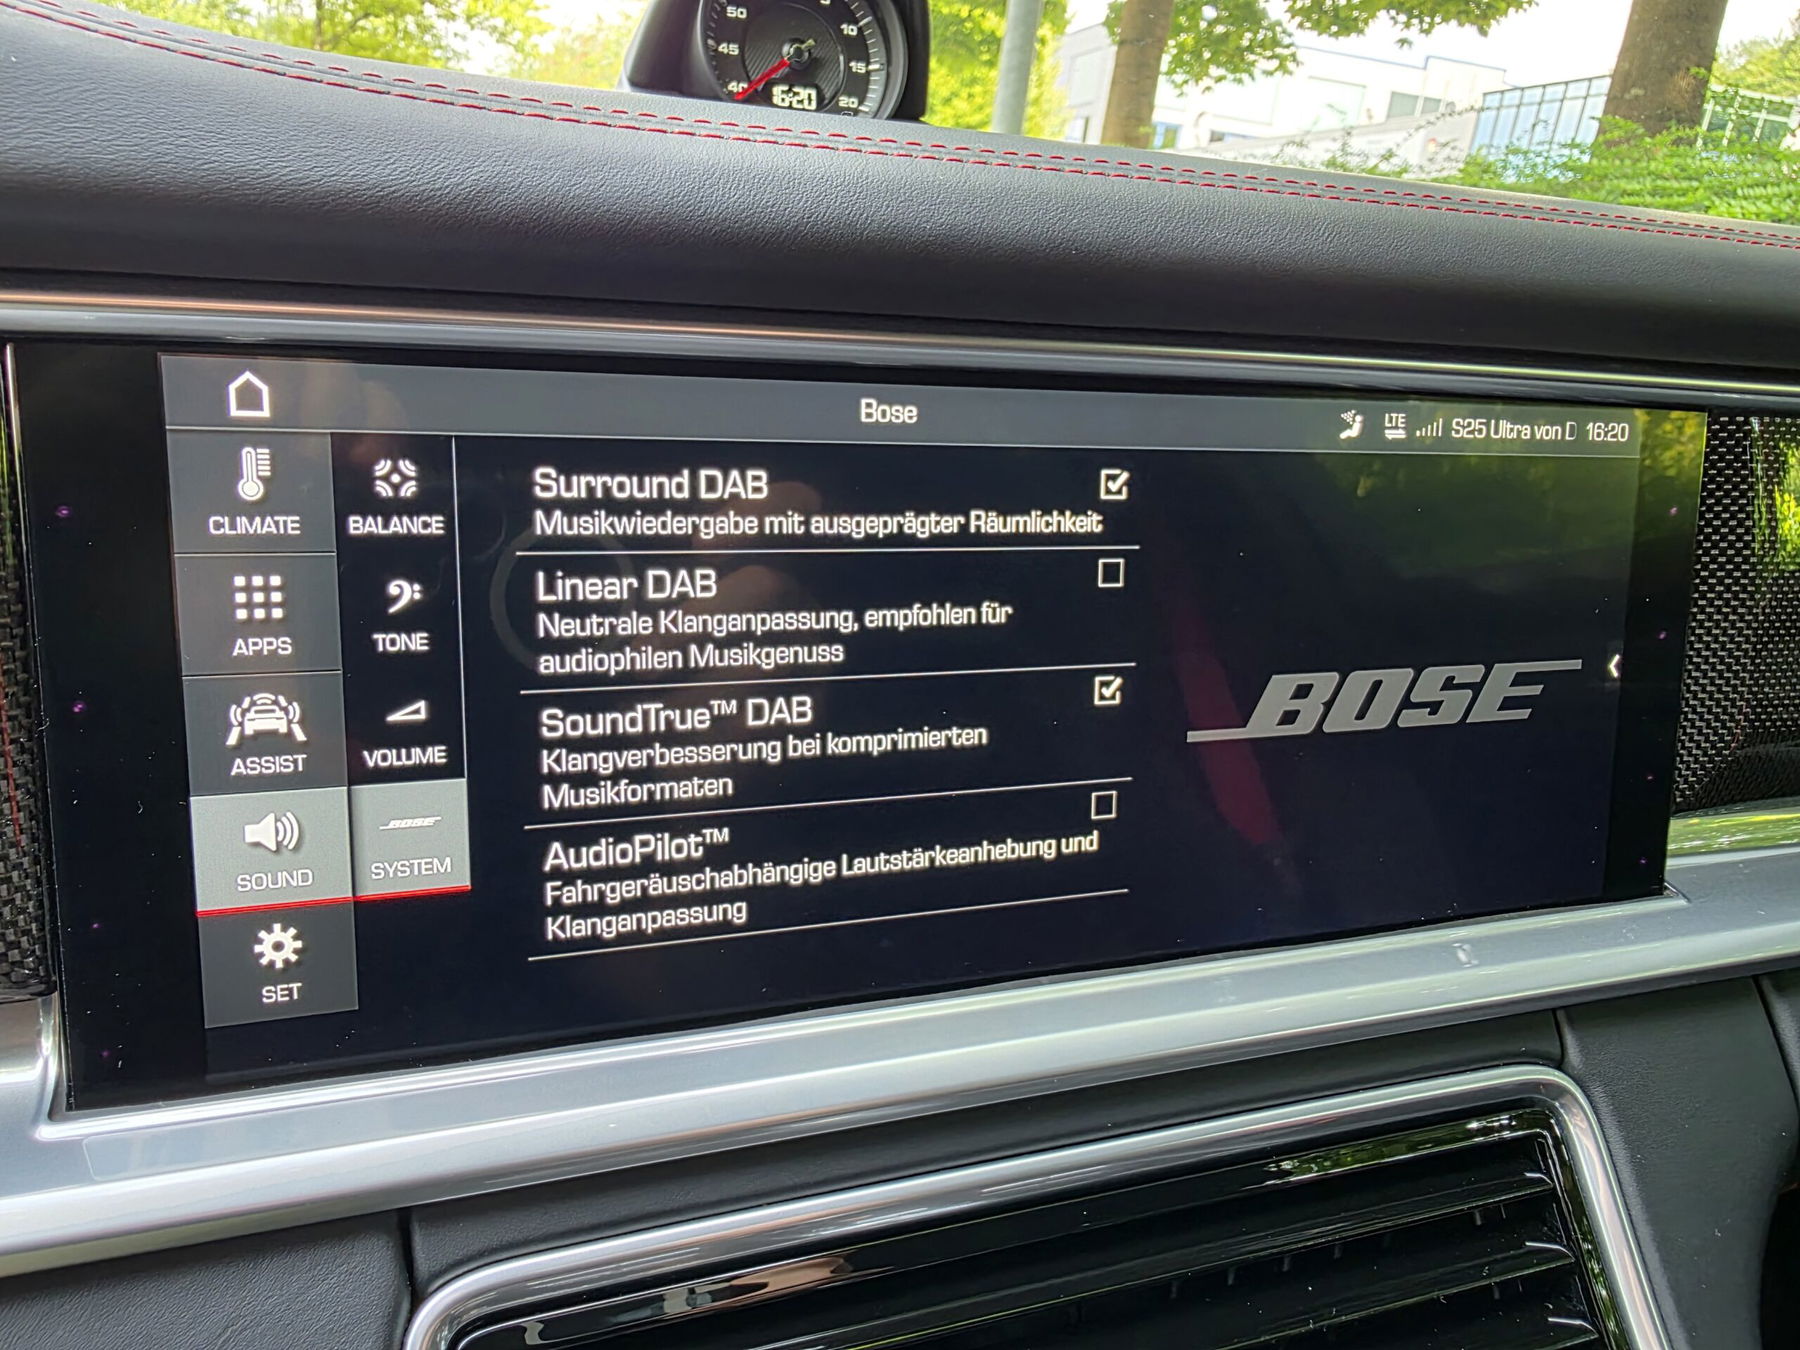 50
5
10
45
15
40
16:20
20
Bose
LTE
S25 Ultra von D
16:20
CLIMATE
BALANCE
Surround DAB
Musikwiedergabe mit ausgeprägter Räumlichkeit
APPS
TONE
Linear DAB
Neutrale Klanganpassung, empfohlen für
audiophilen Musikgenuss
ASSIST
VOLUME
SoundTrue™ DAB
Klangverbesserung bei komprimierten
Musikformaten
BOSE
SOUND
BOSE
SYSTEM
AudioPilot™
Fahrgeräuschabhängige Lautstärkeanhebung und
Klanganpassung
SET